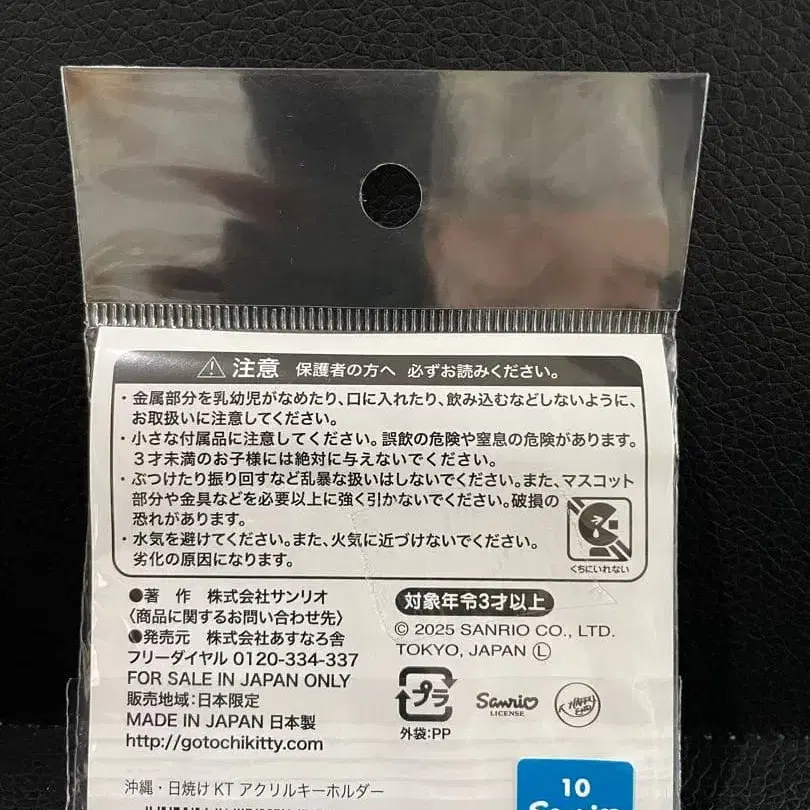 ⚠注意 保護者の方へ 必ずお読みください。
・金属部分を乳幼児がなめたり、口に入れたり、飲み込むなどしないように、
お取扱いに注意してください。
・小さな付属品に注意してください。誤飲の危険や窒息の危険があります。
3才未満のお子様には絶対に与えないでください。
・ぶつけたり振り回すなど乱暴な扱いはしないでください。また、マスコット
部分や金具などを必要以上に強く引かないでください。破損の
恐れがあります。
・水気を避けてください。また、火気に近づけないでください。
劣化の原因になります。
くちにいれない
●著 作 株式会社サンリオ
〈商品に関するお問い合わせ先〉
●発売元 株式会社あすなろ舎
フリーダイヤル 0120-334-337
FOR SALE IN JAPAN ONLY
販売地域:日本限定
MADE IN JAPAN 日本製
http://gotochikitty.com
対象年令3才以上
© 2025 SANRIO CO., LTD.
TOKYO, JAPAN Ⓛ
プラ
外袋:PP
Sanrio
LICENSE
沖縄・日焼けKT アクリルキーホルダー
10